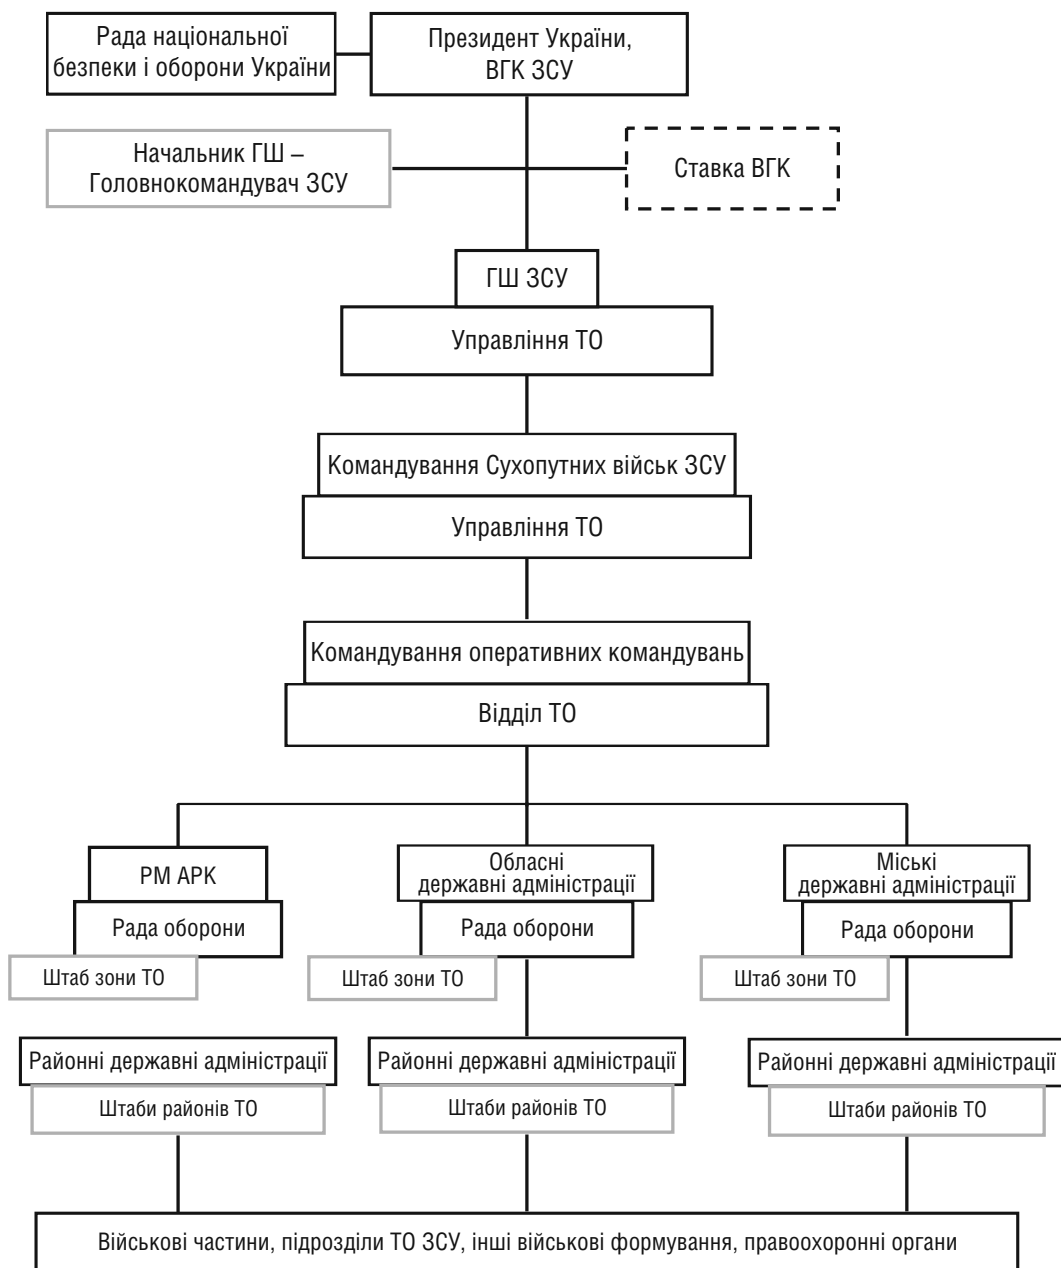 Рада національної
безпеки і оборони України
Президент України,
ВГК ЗСУ
Начальник ГШ –
Головнокомандувач ЗСУ
Ставка ВГК
ГШ ЗСУ
Управління ТО
Командування Сухопутних військ ЗСУ
Управління ТО
Командування оперативних командувань
Відділ ТО
РМ АРК
Рада оборони
Штаб зони ТО
Обласні
державні адміністрації
Рада оборони
Штаб зони ТО
Міські
державні адміністрації
Рада оборони
Штаб зони ТО
Районні державні адміністрації
Штаби районів ТО
Районні державні адміністрації
Штаби районів ТО
Районні державні адміністрації
Штаби районів ТО
Військові частини, підрозділи ТО ЗСУ, інші військові формування, правоохоронні органи